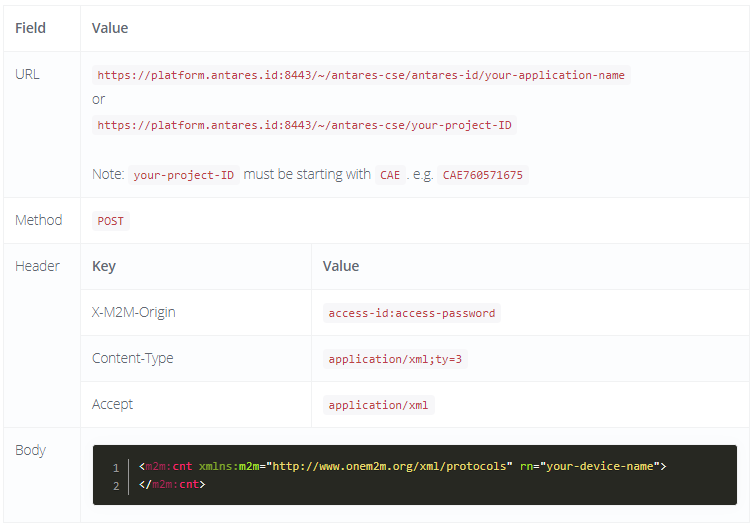 Field Value
URL https://platform.antares.id:8443/~/antares-cse/antares-id/your-application-name
or
https://platform.antares.id:8443/~/antares-cse/your-project-ID
Note: your-project-ID must be starting with CAE . e.g. CAE760571675
Method POST
Header Key Value
X-M2M-Origin access-id:access-password
Content-Type application/xml;ty=3
Accept application/xml
Body
1 <m2m:cnt xmlns:m2m="http://www.onem2m.org/xml/protocols" rn="your-device-name">
2 </m2m:cnt>